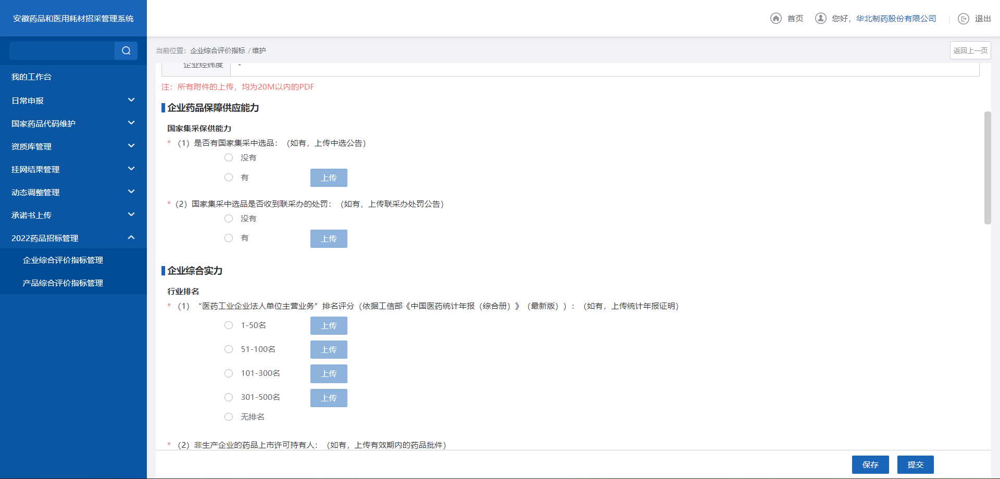 安徽药品和医用耗材招采管理系统
首页
您好，华北制药股份有限公司
退出
当前位置：企业综合评价指标 / 维护
返回上一页
我的工作台
日常申报
国家药品代码维护
资质库管理
挂网结果管理
动态调整管理
承诺书上传
2022药品招标管理
企业综合评价指标管理
产品综合评价指标管理
企业经纬度 -
注：所有附件的上传，均为20M以内的PDF
企业药品保障供应能力
国家集采保供能力
* （1）是否有国家集采中选品：（如有，上传中选公告）
没有
有 上传
*（2）国家集采中选品是否收到联采办的处罚：（如有，上传联采办处罚公告）
没有
有 上传
企业综合实力
行业排名
* （1）“医药工业企业法人单位主营业务”排名评分（依据工信部《中国医药统计年报（综合册）》（最新版））：（如有，上传统计年报证明）
1-50名 上传
51-100名 上传
101-300名 上传
301-500名 上传
无排名
* （2）非生产企业的药品上市许可持有人：（如有，上传有效期内的药品批件）
保存 提交